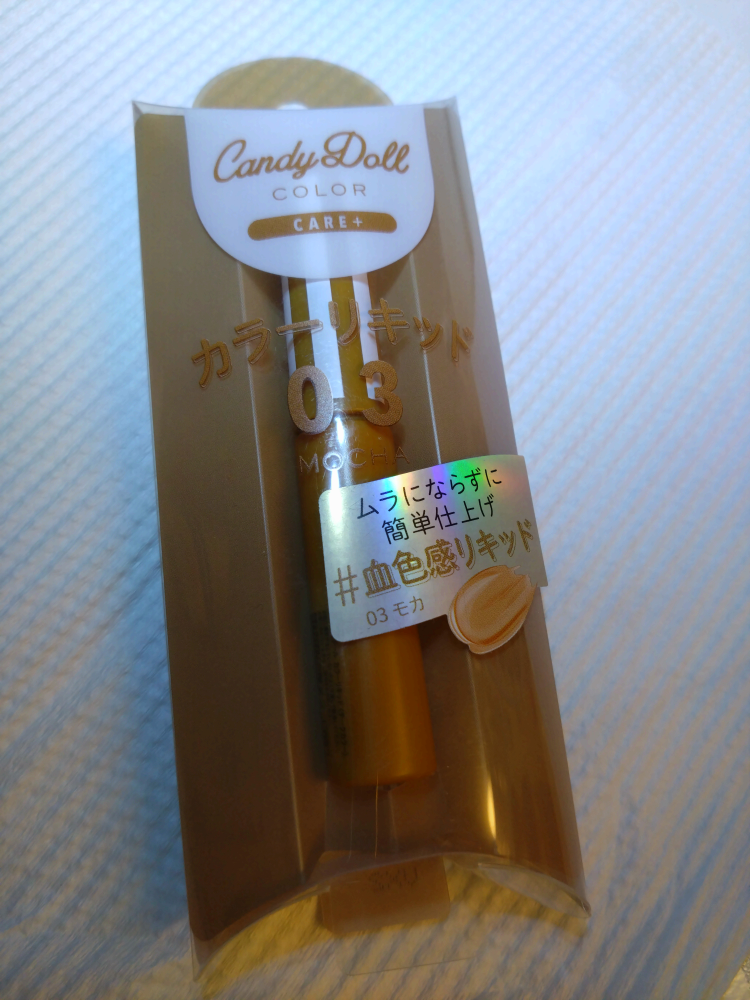 Candy Doll
COLOR
CARE+
カラーリキッド
03
MOCHA
ムラにならずに
簡単仕上げ
#血色感リキッド
03 モカ